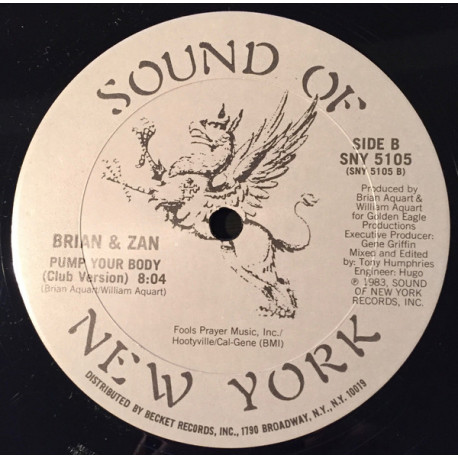 SOUND OF
SIDE B
SNY 5105
(SNY 5105 B)
Produced by
Brian Aquart &
William Aquart
for Golden Eagle
Productions
Executive Producer:
Gene Griffin
Mixed and Edited
by: Tony Humphries
Engineer: Hugo
℗ 1983, SOUND
OF NEW YORK
RECORDS, INC.
BRIAN & ZAN
PUMP YOUR BODY
(Club Version) 8:04
(Brian Aquart/William Aquart)
Fools Prayer Music, Inc./
Hootyville/Cal-Gene (BMI)
NEW YORK
DISTRIBUTED BY BECKET RECORDS, INC., 1790 BROADWAY, N.Y., N.Y. 10019